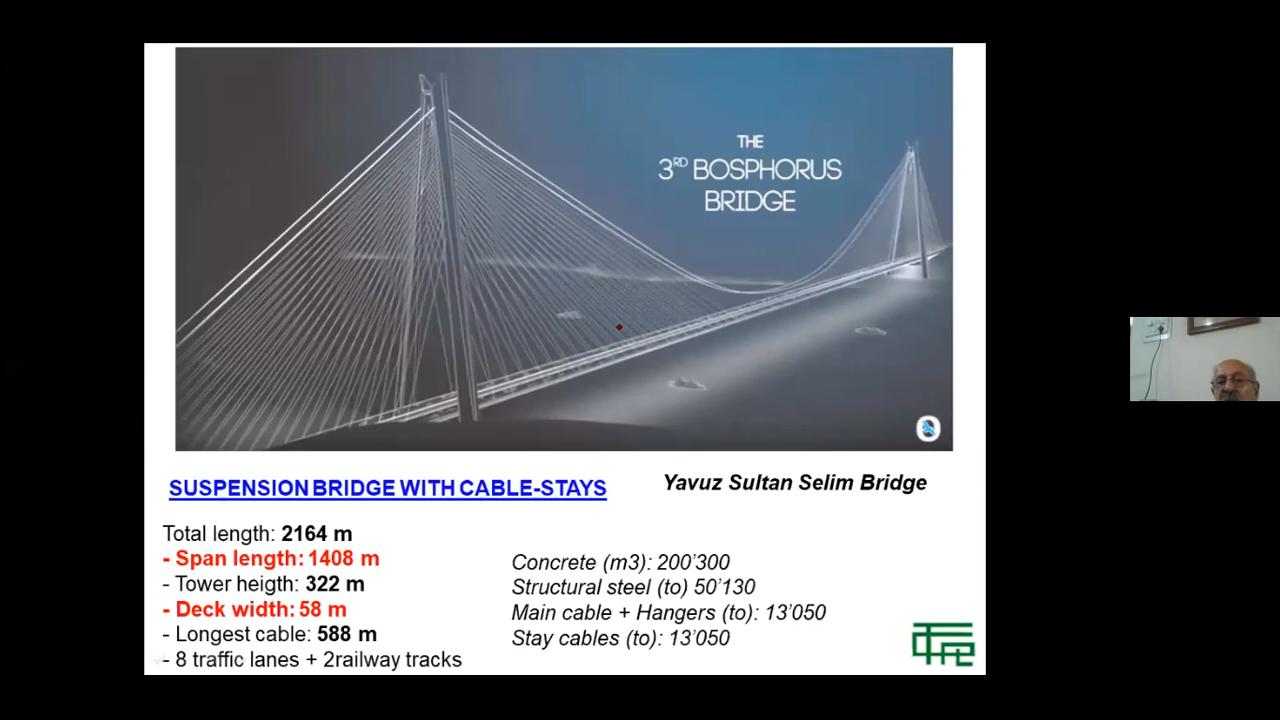 THE
3RD BOSPHORUS
BRIDGE
SUSPENSION BRIDGE WITH CABLE-STAYS
Yavuz Sultan Selim Bridge
Total length: 2164 m
- Span length: 1408 m
- Tower heigth: 322 m
- Deck width: 58 m
- Longest cable: 588 m
- 8 traffic lanes + 2railway tracks
Concrete (m3): 200'300
Structural steel (to) 50'130
Main cable + Hangers (to): 13'050
Stay cables (to): 13'050